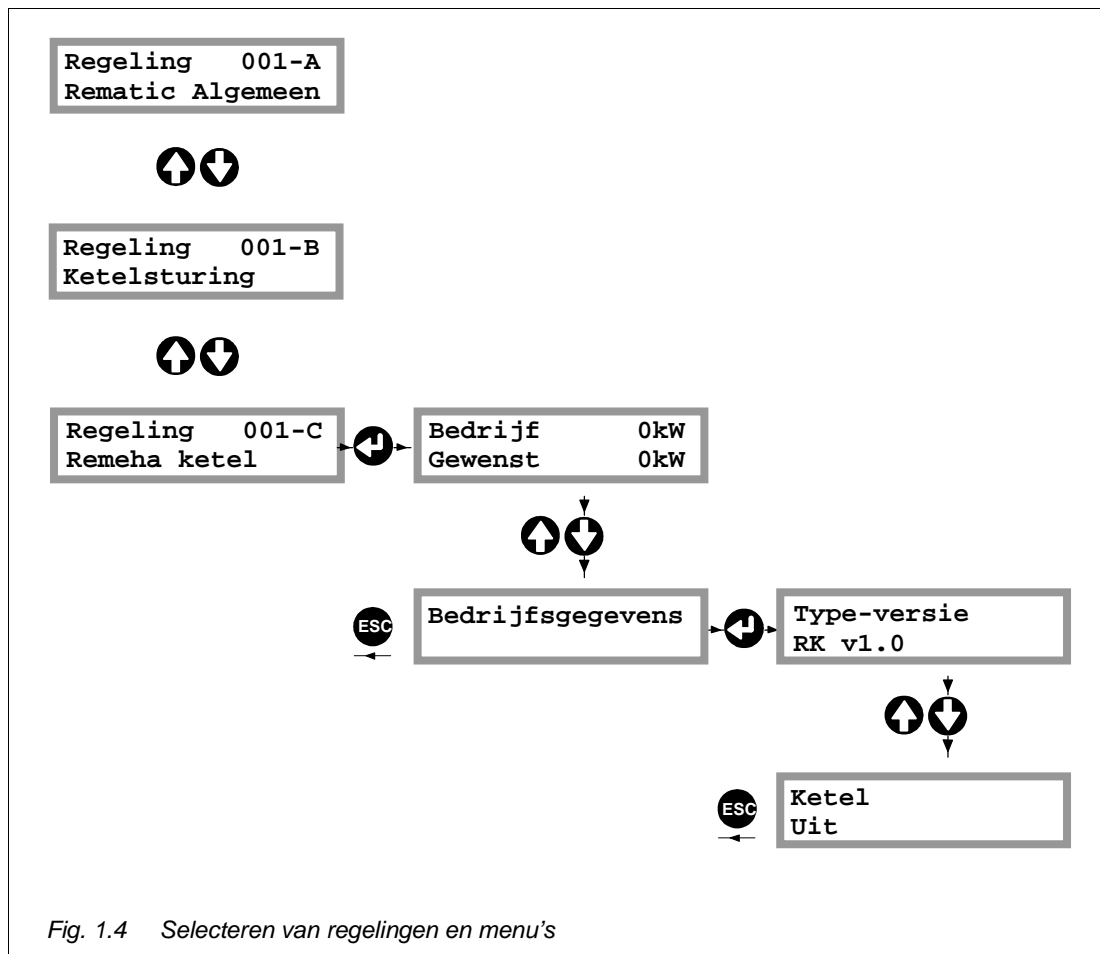 Regeling 001-A
Rematic Algemeen
Regeling 001-B
Ketelsturing
Regeling 001-C
Remeha ketel
Bedrijf 0kW
Gewenst 0kW
ESC
Bedrijfsgegevens
Type-versie
RK v1.0
ESC
Ketel
Uit
Fig. 1.4 Selecteren van regelingen en menu's